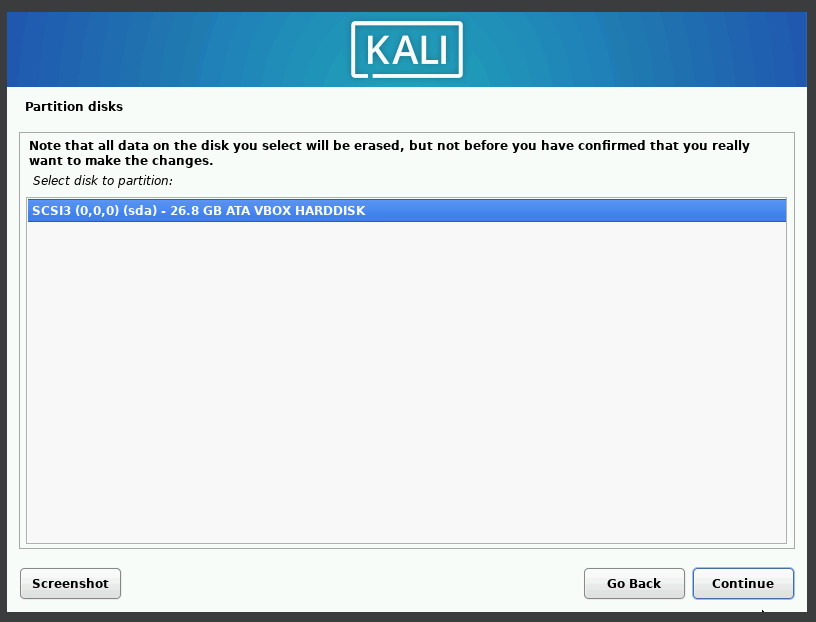 KALI
Partition disks
Note that all data on the disk you select will be erased, but not before you have confirmed that you really
want to make the changes.
Select disk to partition:
SCSI3 (0,0,0) (sda) - 26.8 GB ATA VBOX HARDDISK
Screenshot
Go Back
Continue